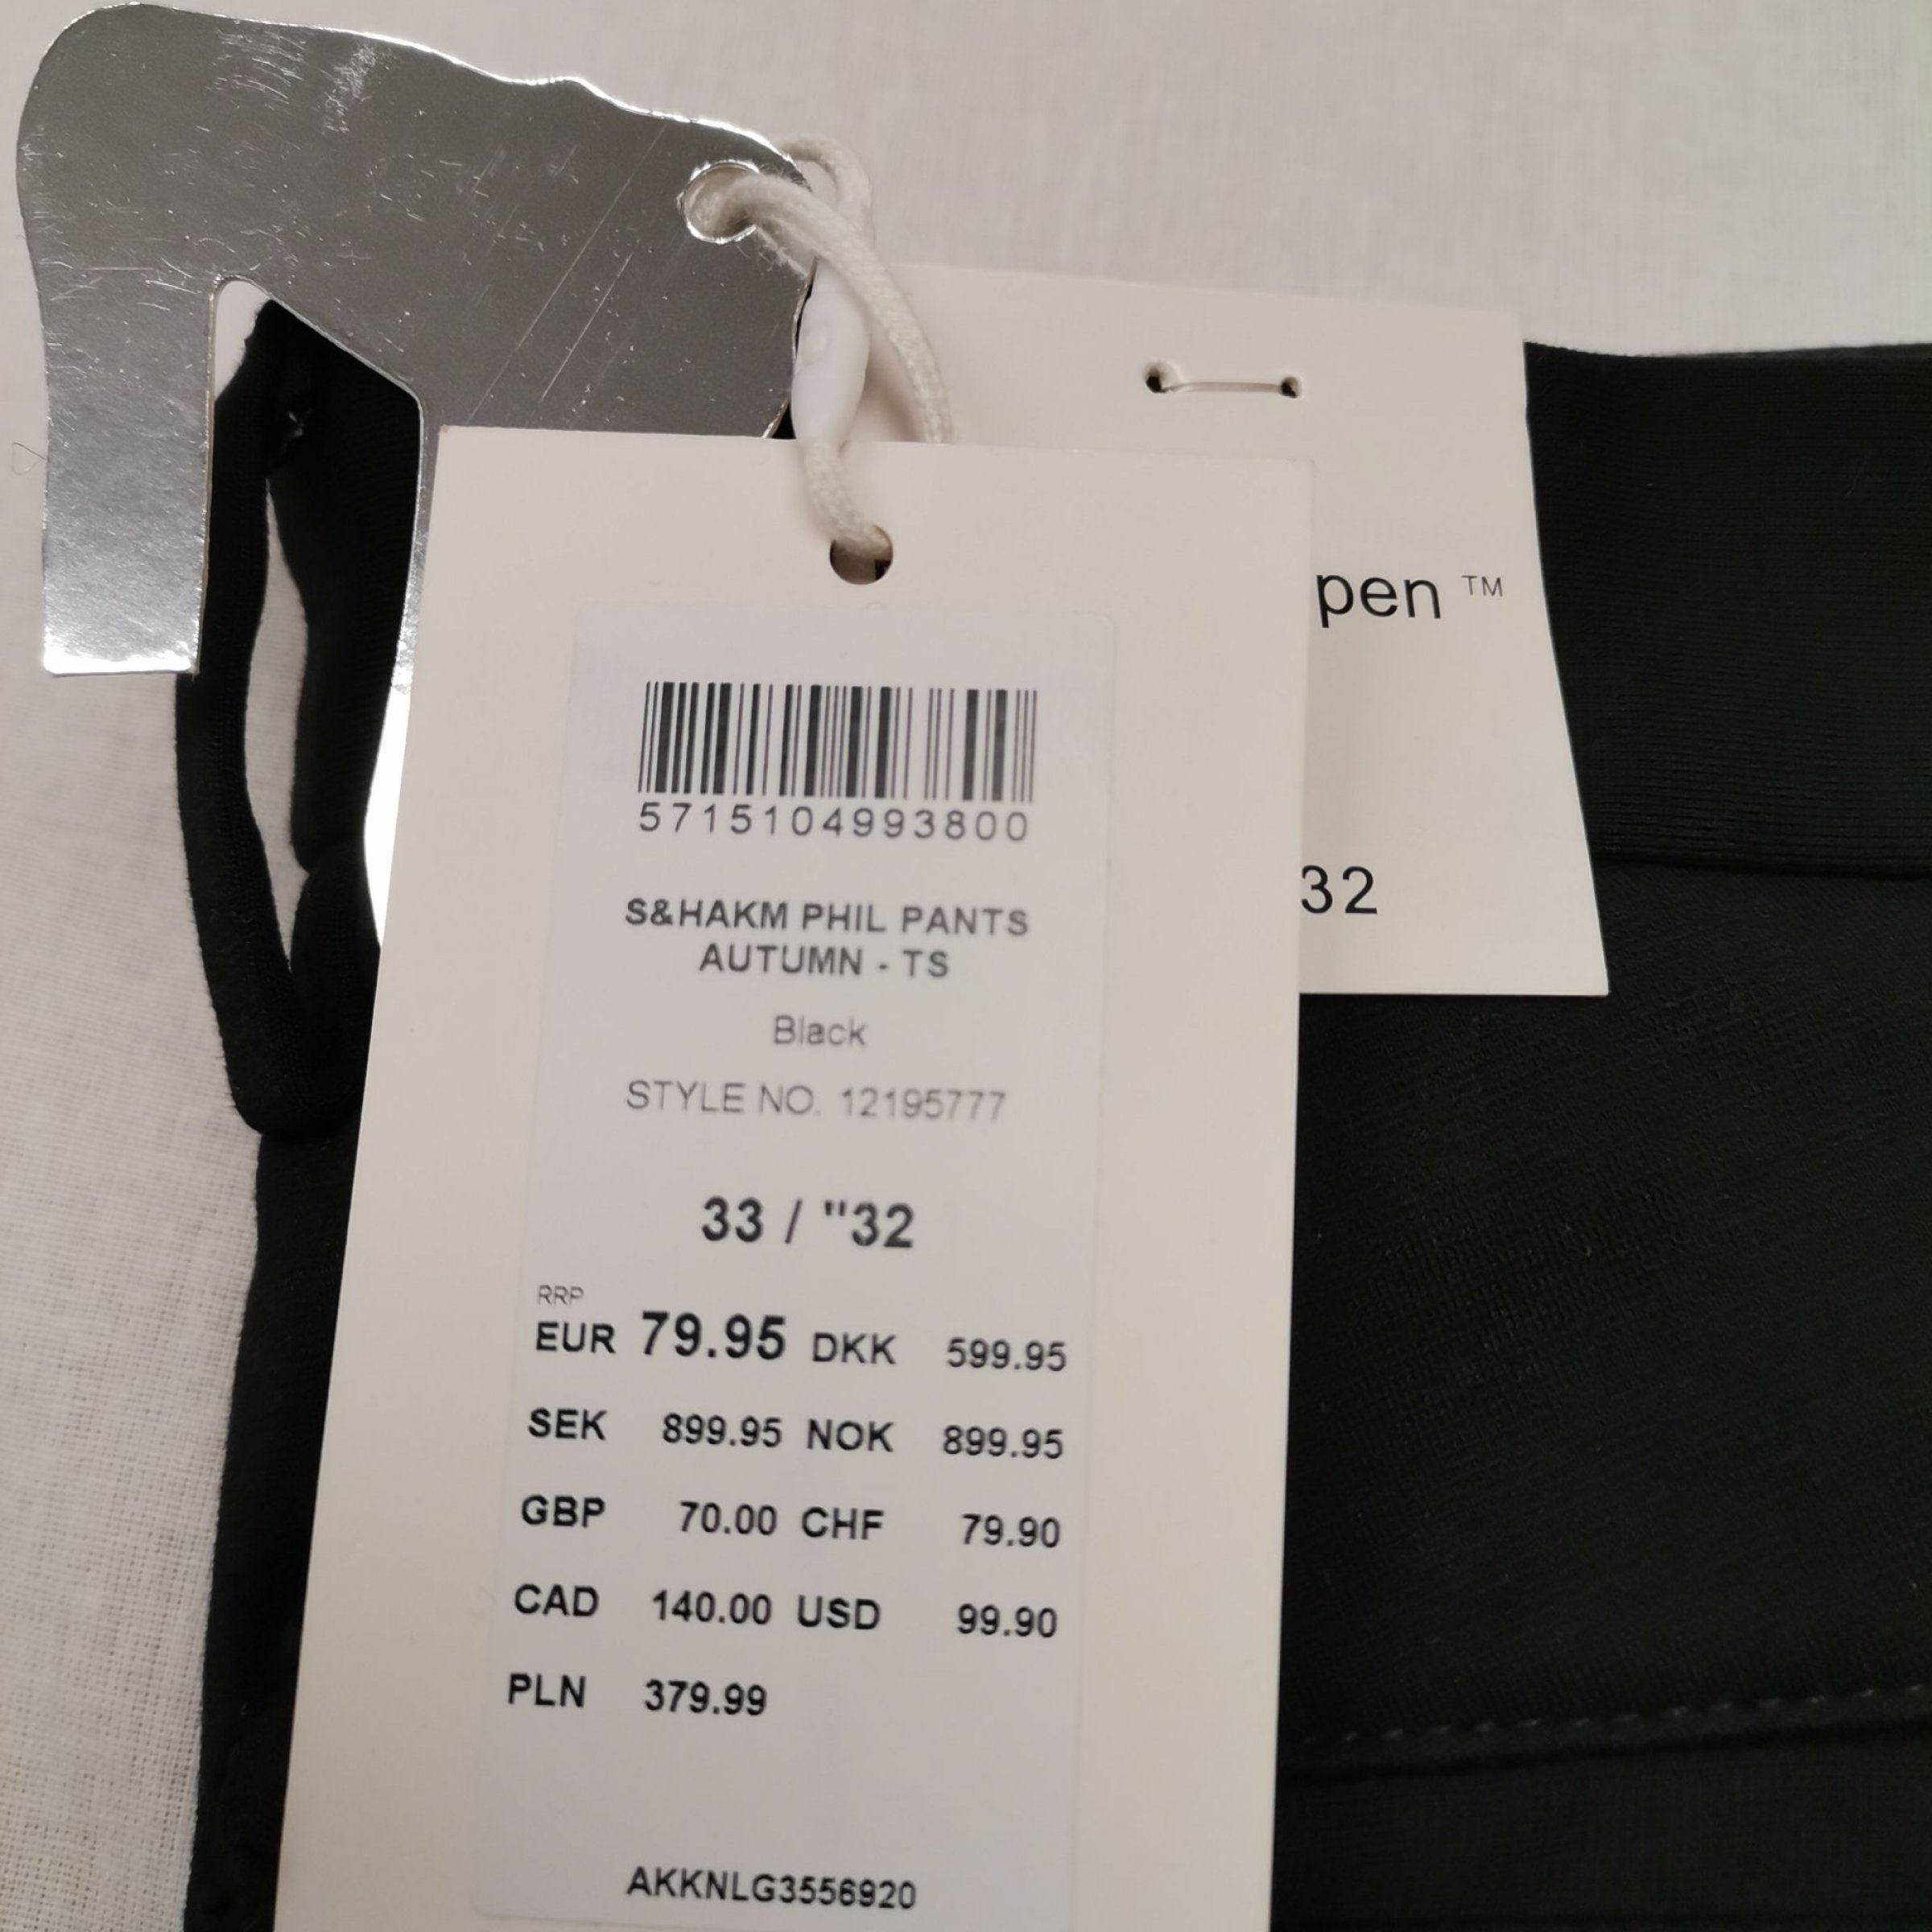 pen ™
32
5715104993800
S&HAKM PHIL PANTS
AUTUMN - TS
Black
STYLE NO. 12195777
33 / "32
RRP
EUR 79.95 DKK 599.95
SEK 899.95 NOK 899.95
GBP 70.00 CHF 79.90
CAD 140.00 USD 99.90
PLN 379.99
AKKNLG3556920